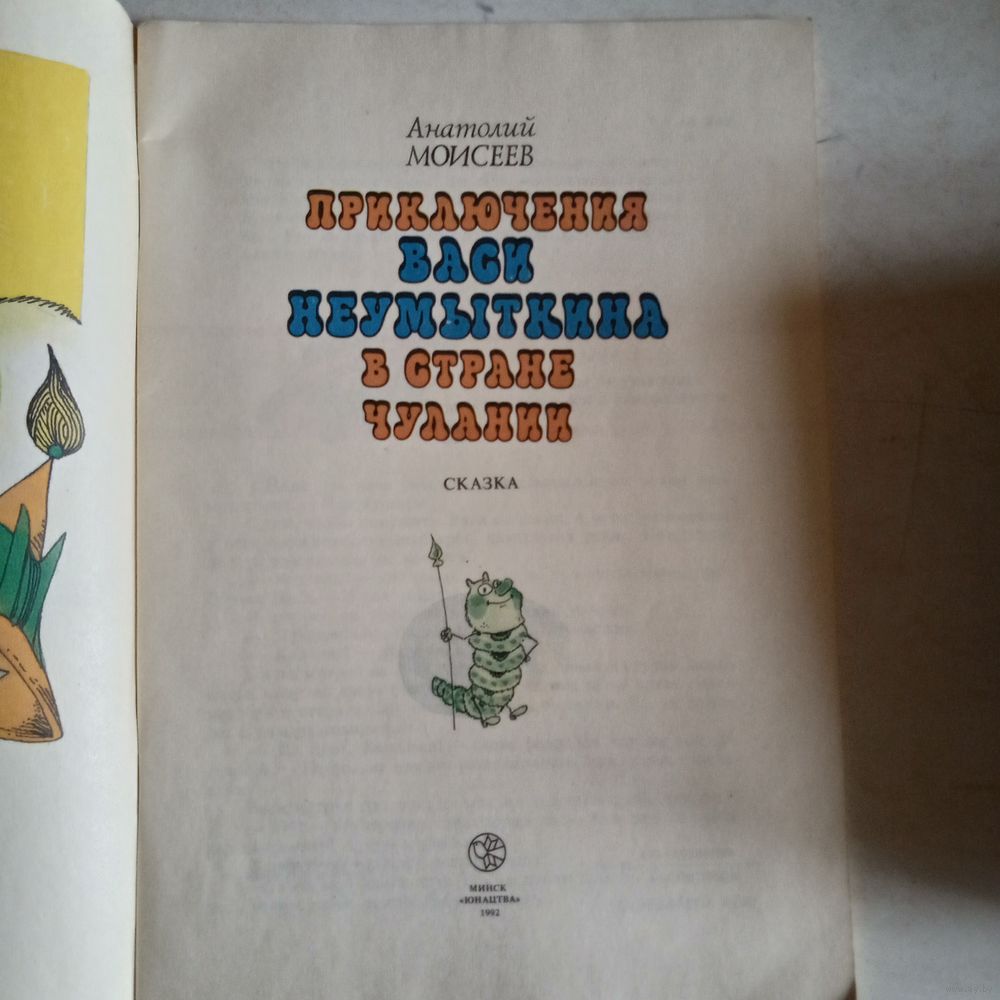 Анатолий
МОИСЕЕВ
ПРИКЛЮЧЕНИЯ
ВАСИ
НЕУМЫТКИНА
В СТРАНЕ
ЧУЛАНИИ
СКАЗКА
МИНСК
«ЮНАЦТВА»
1992